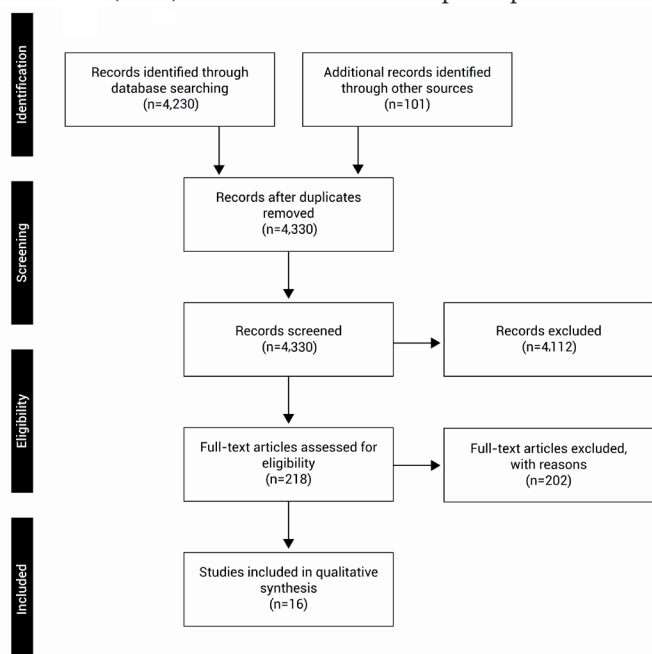 Identification
Records identified through
database searching
(n=4,230)
Additional records identified
through other sources
(n=101)
Screening
Records after duplicates
removed
(n=4,330)
Records screened
(n=4,330)
Records excluded
(n=4,112)
Eligibility
Full-text articles assessed for
eligibility
(n=218)
Full-text articles excluded,
with reasons
(n=202)
Included
Studies included in qualitative
synthesis
(n=16)